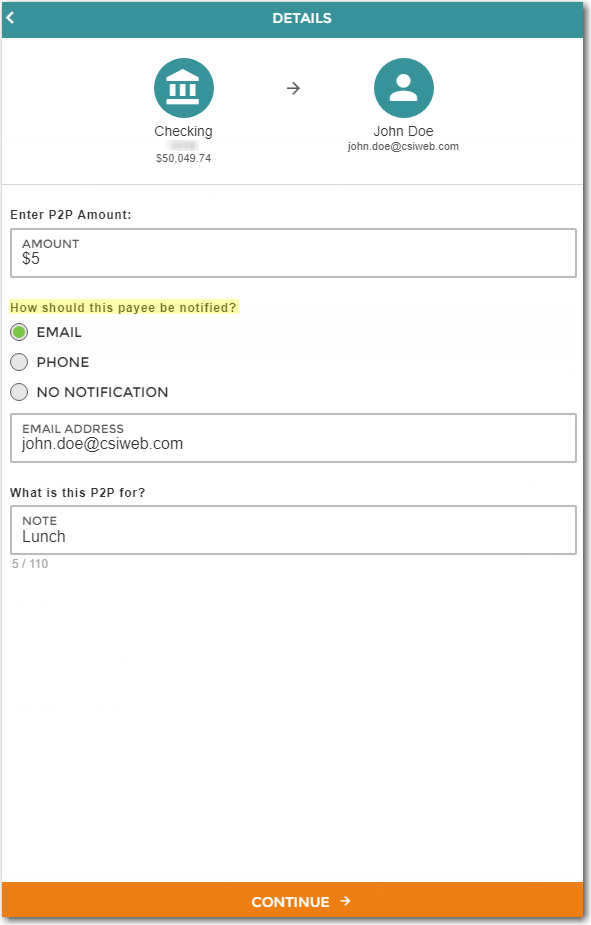 DETAILS
Checking
$50,049.74
John Doe
john.doe@csiweb.com
Enter P2P Amount:
AMOUNT
$5
How should this payee be notified?
EMAIL
PHONE
NO NOTIFICATION
EMAIL ADDRESS
john.doe@csiweb.com
What is this P2P for?
NOTE
Lunch
5 / 110
CONTINUE